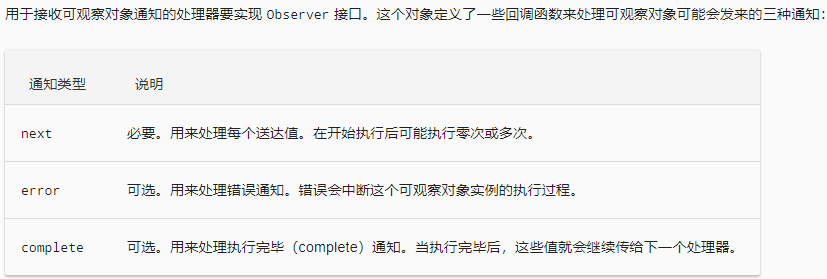 用于接收可观察对象通知的处理器要实现 Observer 接口。这个对象定义了一些回调函数来处理可观察对象可能会发来的三种通知：
通知类型 说明
next 必要。用来处理每个送达值。在开始执行后可能执行零次或多次。
error 可选。用来处理错误通知。错误会中断这个可观察对象实例的执行过程。
complete 可选。用来处理执行完毕（complete）通知。当执行完毕后，这些值就会继续传给下一个处理器。